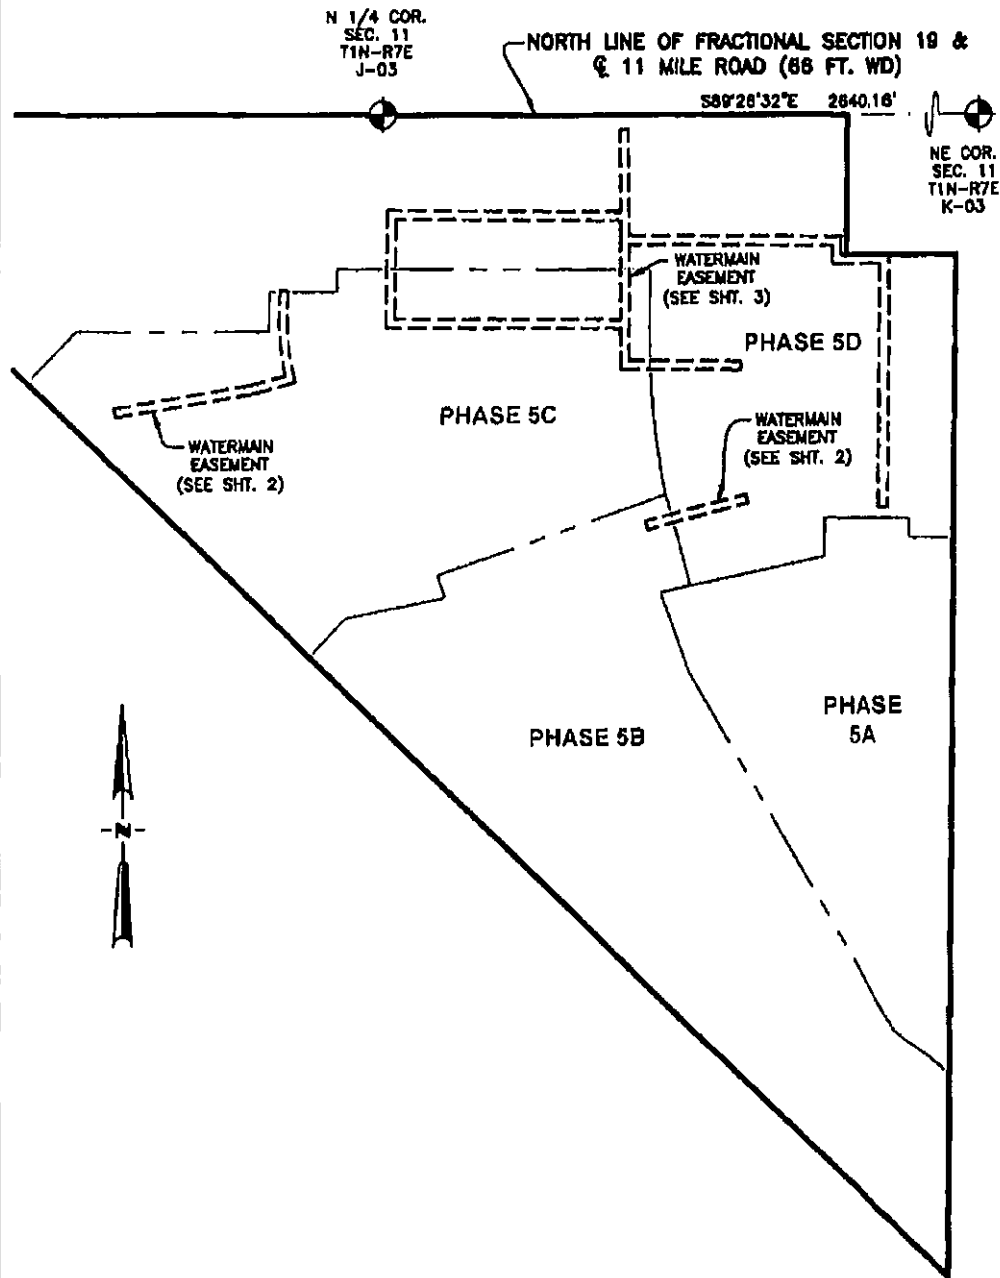 N 1/4 COR.
SEC. 11
T1N-R7E
J-03
NORTH LINE OF FRACTIONAL SECTION 19 &
℄ 11 MILE ROAD (66 FT. WD)
S89°26'32"E 2640.16'
NE COR.
SEC. 11
T1N-R7E
K-03
WATERMAIN
EASEMENT
(SEE SHT. 3)
PHASE 5D
PHASE 5C
WATERMAIN
EASEMENT
(SEE SHT. 2)
WATERMAIN
EASEMENT
(SEE SHT. 2)
PHASE 5B
PHASE
5A
N